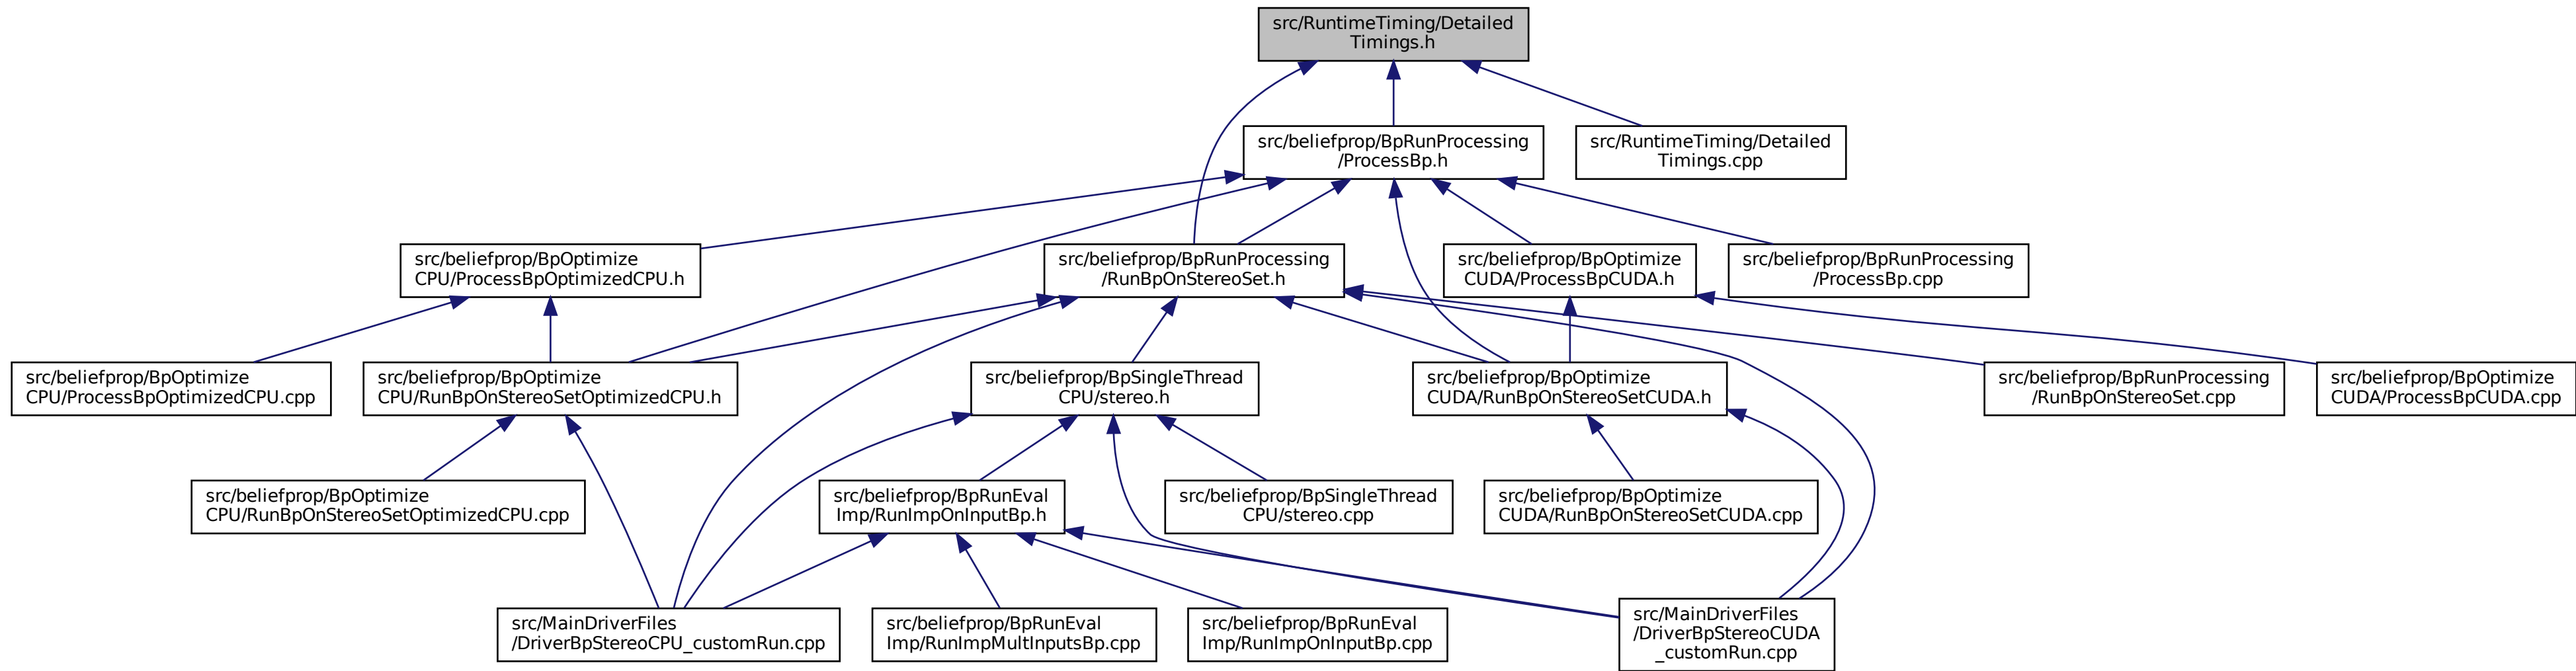 src/RuntimeTiming/Detailed
Timings.h
src/beliefprop/BpRunProcessing
/ProcessBp.h
src/RuntimeTiming/Detailed
Timings.cpp
src/beliefprop/BpOptimize
CPU/ProcessBpOptimizedCPU.h
src/beliefprop/BpRunProcessing
/RunBpOnStereoSet.h
src/beliefprop/BpOptimize
CUDA/ProcessBpCUDA.h
src/beliefprop/BpRunProcessing
/ProcessBp.cpp
src/beliefprop/BpOptimize
CPU/ProcessBpOptimizedCPU.cpp
src/beliefprop/BpOptimize
CPU/RunBpOnStereoSetOptimizedCPU.h
src/beliefprop/BpSingleThread
CPU/stereo.h
src/beliefprop/BpOptimize
CUDA/RunBpOnStereoSetCUDA.h
src/beliefprop/BpRunProcessing
/RunBpOnStereoSet.cpp
src/beliefprop/BpOptimize
CUDA/ProcessBpCUDA.cpp
src/beliefprop/BpOptimize
CPU/RunBpOnStereoSetOptimizedCPU.cpp
src/beliefprop/BpRunEval
Imp/RunImpOnInputBp.h
src/beliefprop/BpSingleThread
CPU/stereo.cpp
src/beliefprop/BpOptimize
CUDA/RunBpOnStereoSetCUDA.cpp
src/MainDriverFiles
/DriverBpStereoCPU_customRun.cpp
src/beliefprop/BpRunEval
Imp/RunImpMultInputsBp.cpp
src/beliefprop/BpRunEval
Imp/RunImpOnInputBp.cpp
src/MainDriverFiles
/DriverBpStereoCUDA
_customRun.cpp